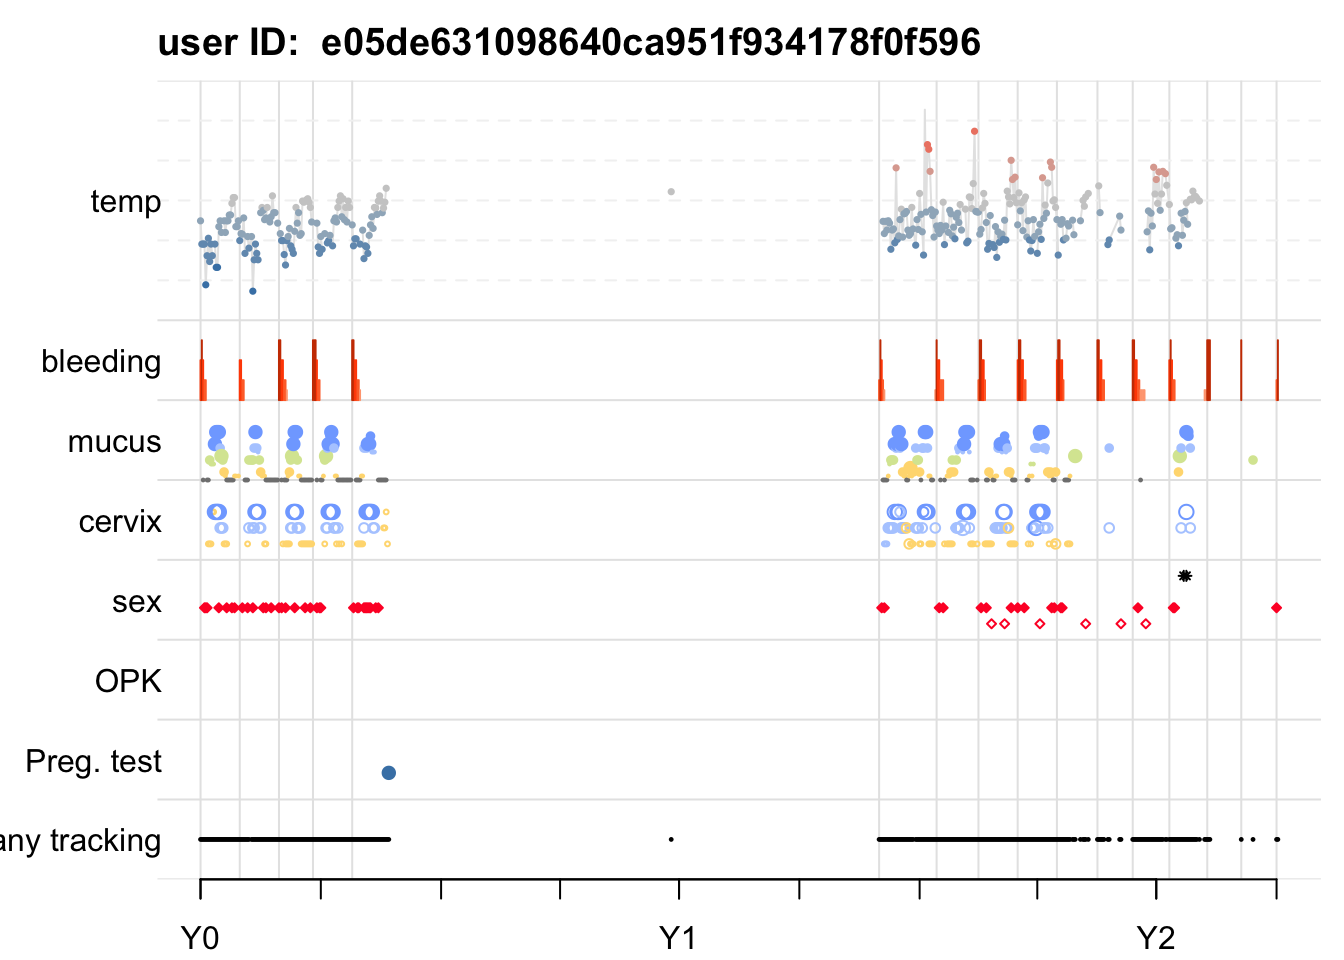 user ID: e05de631098640ca951f934178f0f596
temp
bleeding
mucus
cervix
sex
OPK
Preg. test
any tracking
Y0 Y1 Y2